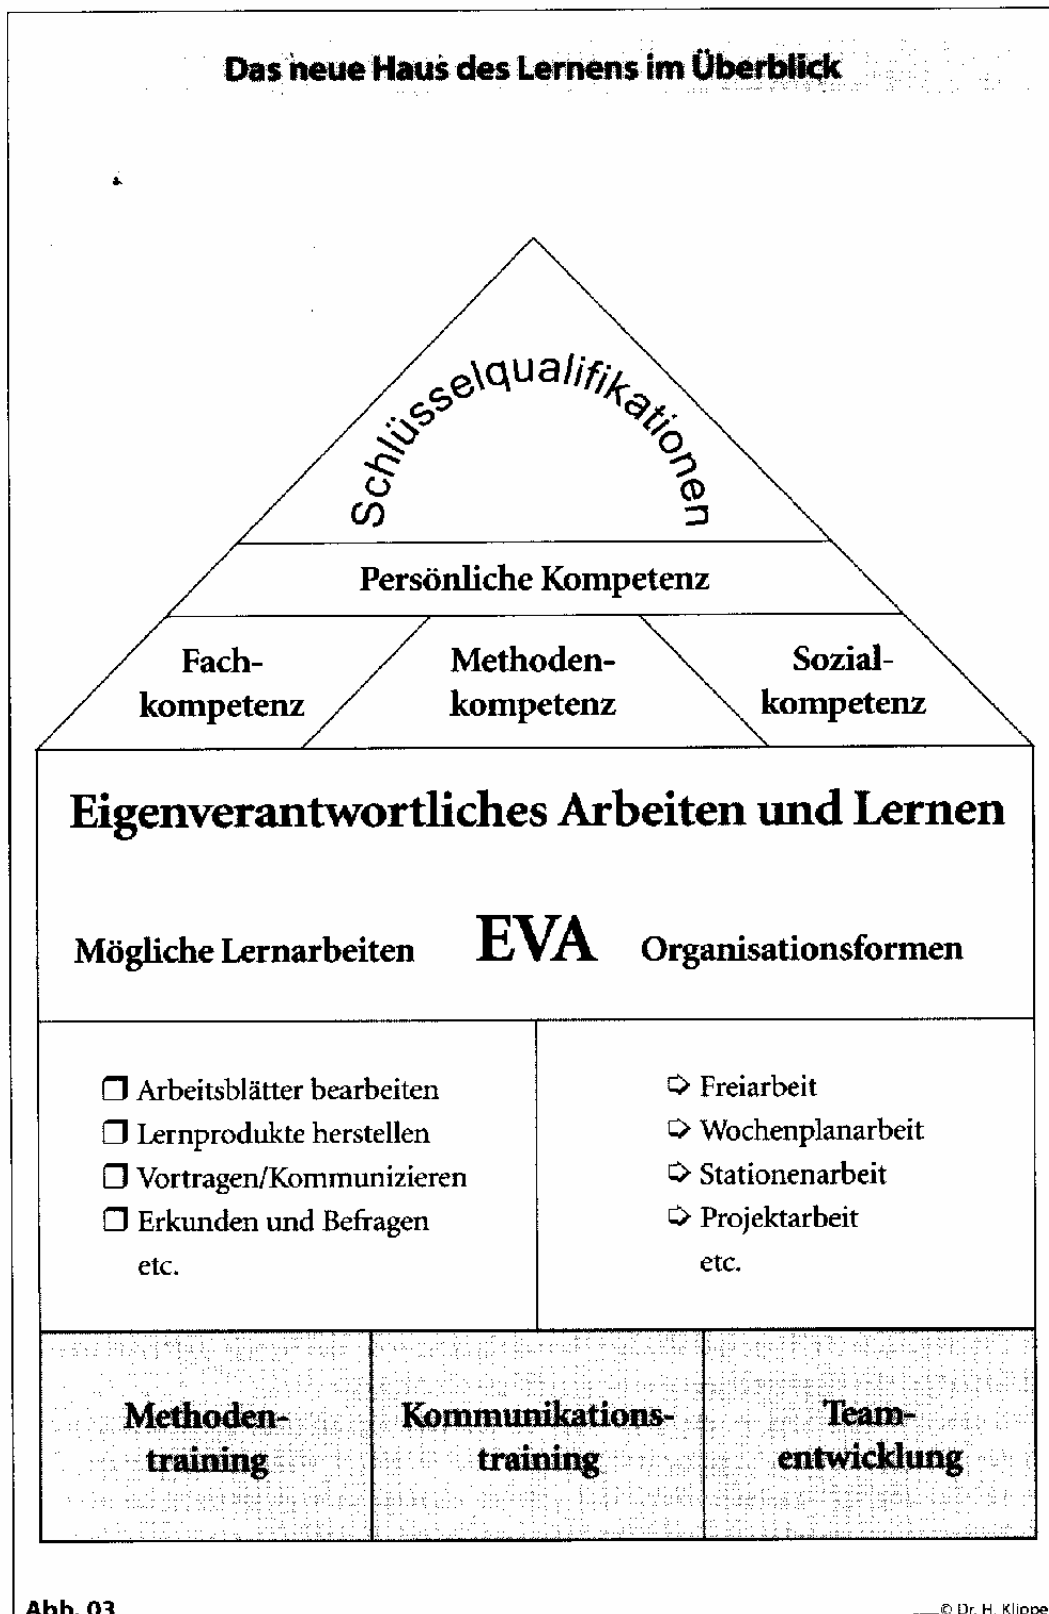 Das neue Haus des Lernens im Überblick
Schlüsselqualifikationen
Persönliche Kompetenz
Fach-
kompetenz
Methoden-
kompetenz
Sozial-
kompetenz
Eigenverantwortliches Arbeiten und Lernen
Mögliche Lernarbeiten EVA Organisationsformen
❐ Arbeitsblätter bearbeiten
❐ Lernprodukte herstellen
❐ Vortragen/Kommunizieren
❐ Erkunden und Befragen
etc.
➪ Freiarbeit
➪ Wochenplanarbeit
➪ Stationenarbeit
➪ Projektarbeit
etc.
Methoden-
training
Kommunikations-
training
Team-
entwicklung
Abb. 03
© Dr. H. Klippe